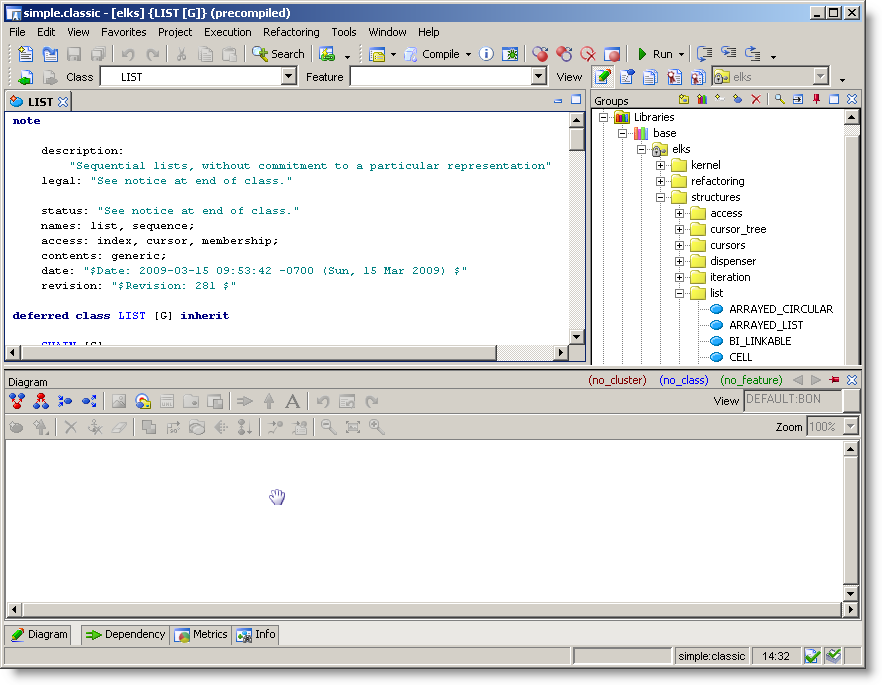 simple.classic - [elks] {LIST [G]} (precompiled)
File Edit View Favorites Project Execution Refactoring Tools Window Help
Search Compile Run
Class LIST Feature View elks
LIST
note
description:
"Sequential lists, without commitment to a particular representation"
legal: "See notice at end of class."
status: "See notice at end of class."
names: list, sequence;
access: index, cursor, membership;
contents: generic;
date: "$Date: 2009-03-15 09:53:42 -0700 (Sun, 15 Mar 2009) $"
revision: "$Revision: 281 $"
deferred class LIST [G] inherit
CHAIN [G]
Groups
Libraries
base
elks
kernel
refactoring
structures
access
cursor_tree
cursors
dispenser
iteration
list
ARRAYED_CIRCULAR
ARRAYED_LIST
BI_LINKABLE
CELL
Diagram (no_cluster) (no_class) (no_feature)
A View DEFAULT:BON
Zoom 100%
Diagram Dependency Metrics Info
simple:classic 14:32